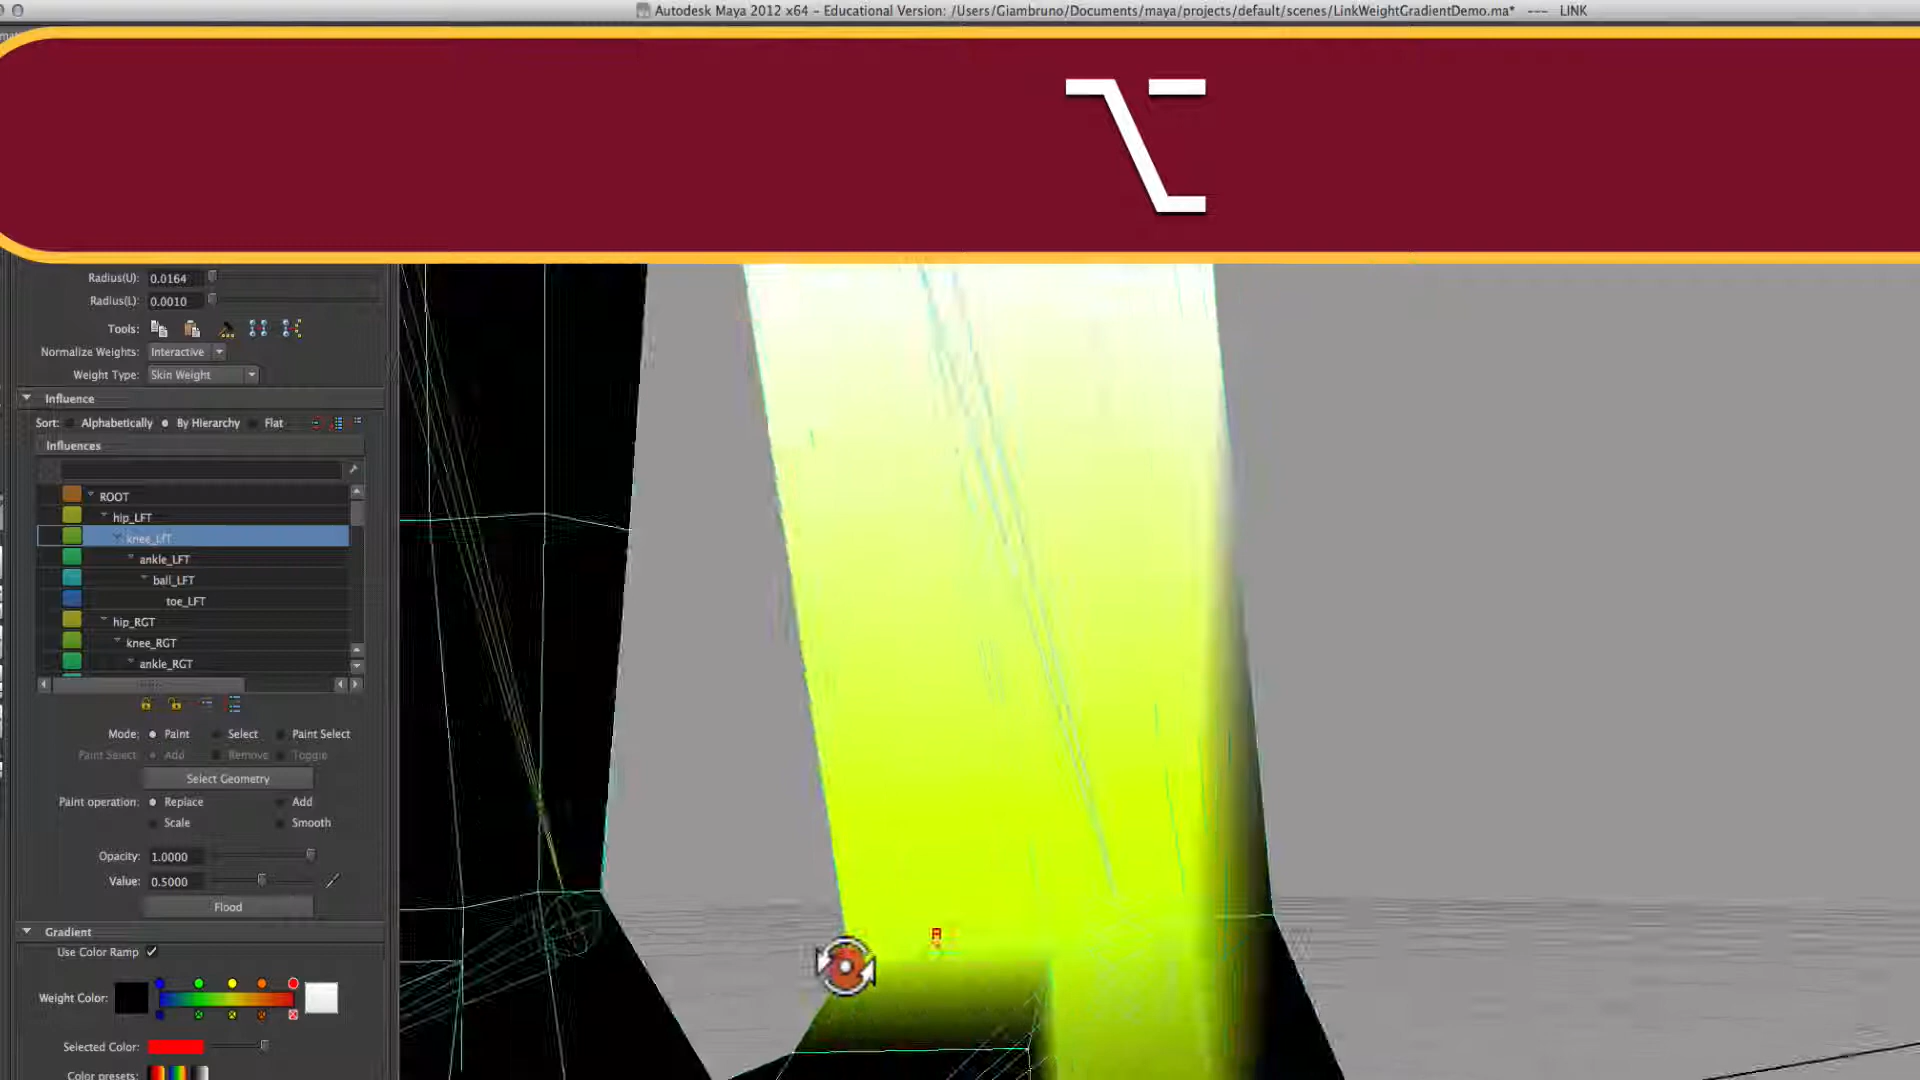 Autodesk Maya 2012 x64 – Educational Version: /Users/Giambruno/Documents/maya/projects/default/scenes/LinkWeightGradientDemo.ma* --- LINK
⌥
Radius(U): 0.0164
Radius(L): 0.0010
Tools:
Normalize Weights: Interactive
Weight Type: Skin Weight
Influence
Sort: Alphabetically By Hierarchy Flat
Influences
ROOT
hip_LFT
knee_LFT
ankle_LFT
ball_LFT
toe_LFT
hip_RGT
knee_RGT
ankle_RGT
Mode: Paint Select Paint Select
Paint Select: Add Remove Toggle
Select Geometry
Paint operation: Replace Add
Scale Smooth
Opacity: 1.0000
Value: 0.5000
Flood
Gradient
Use Color Ramp
Weight Color:
Selected Color:
Color presets: